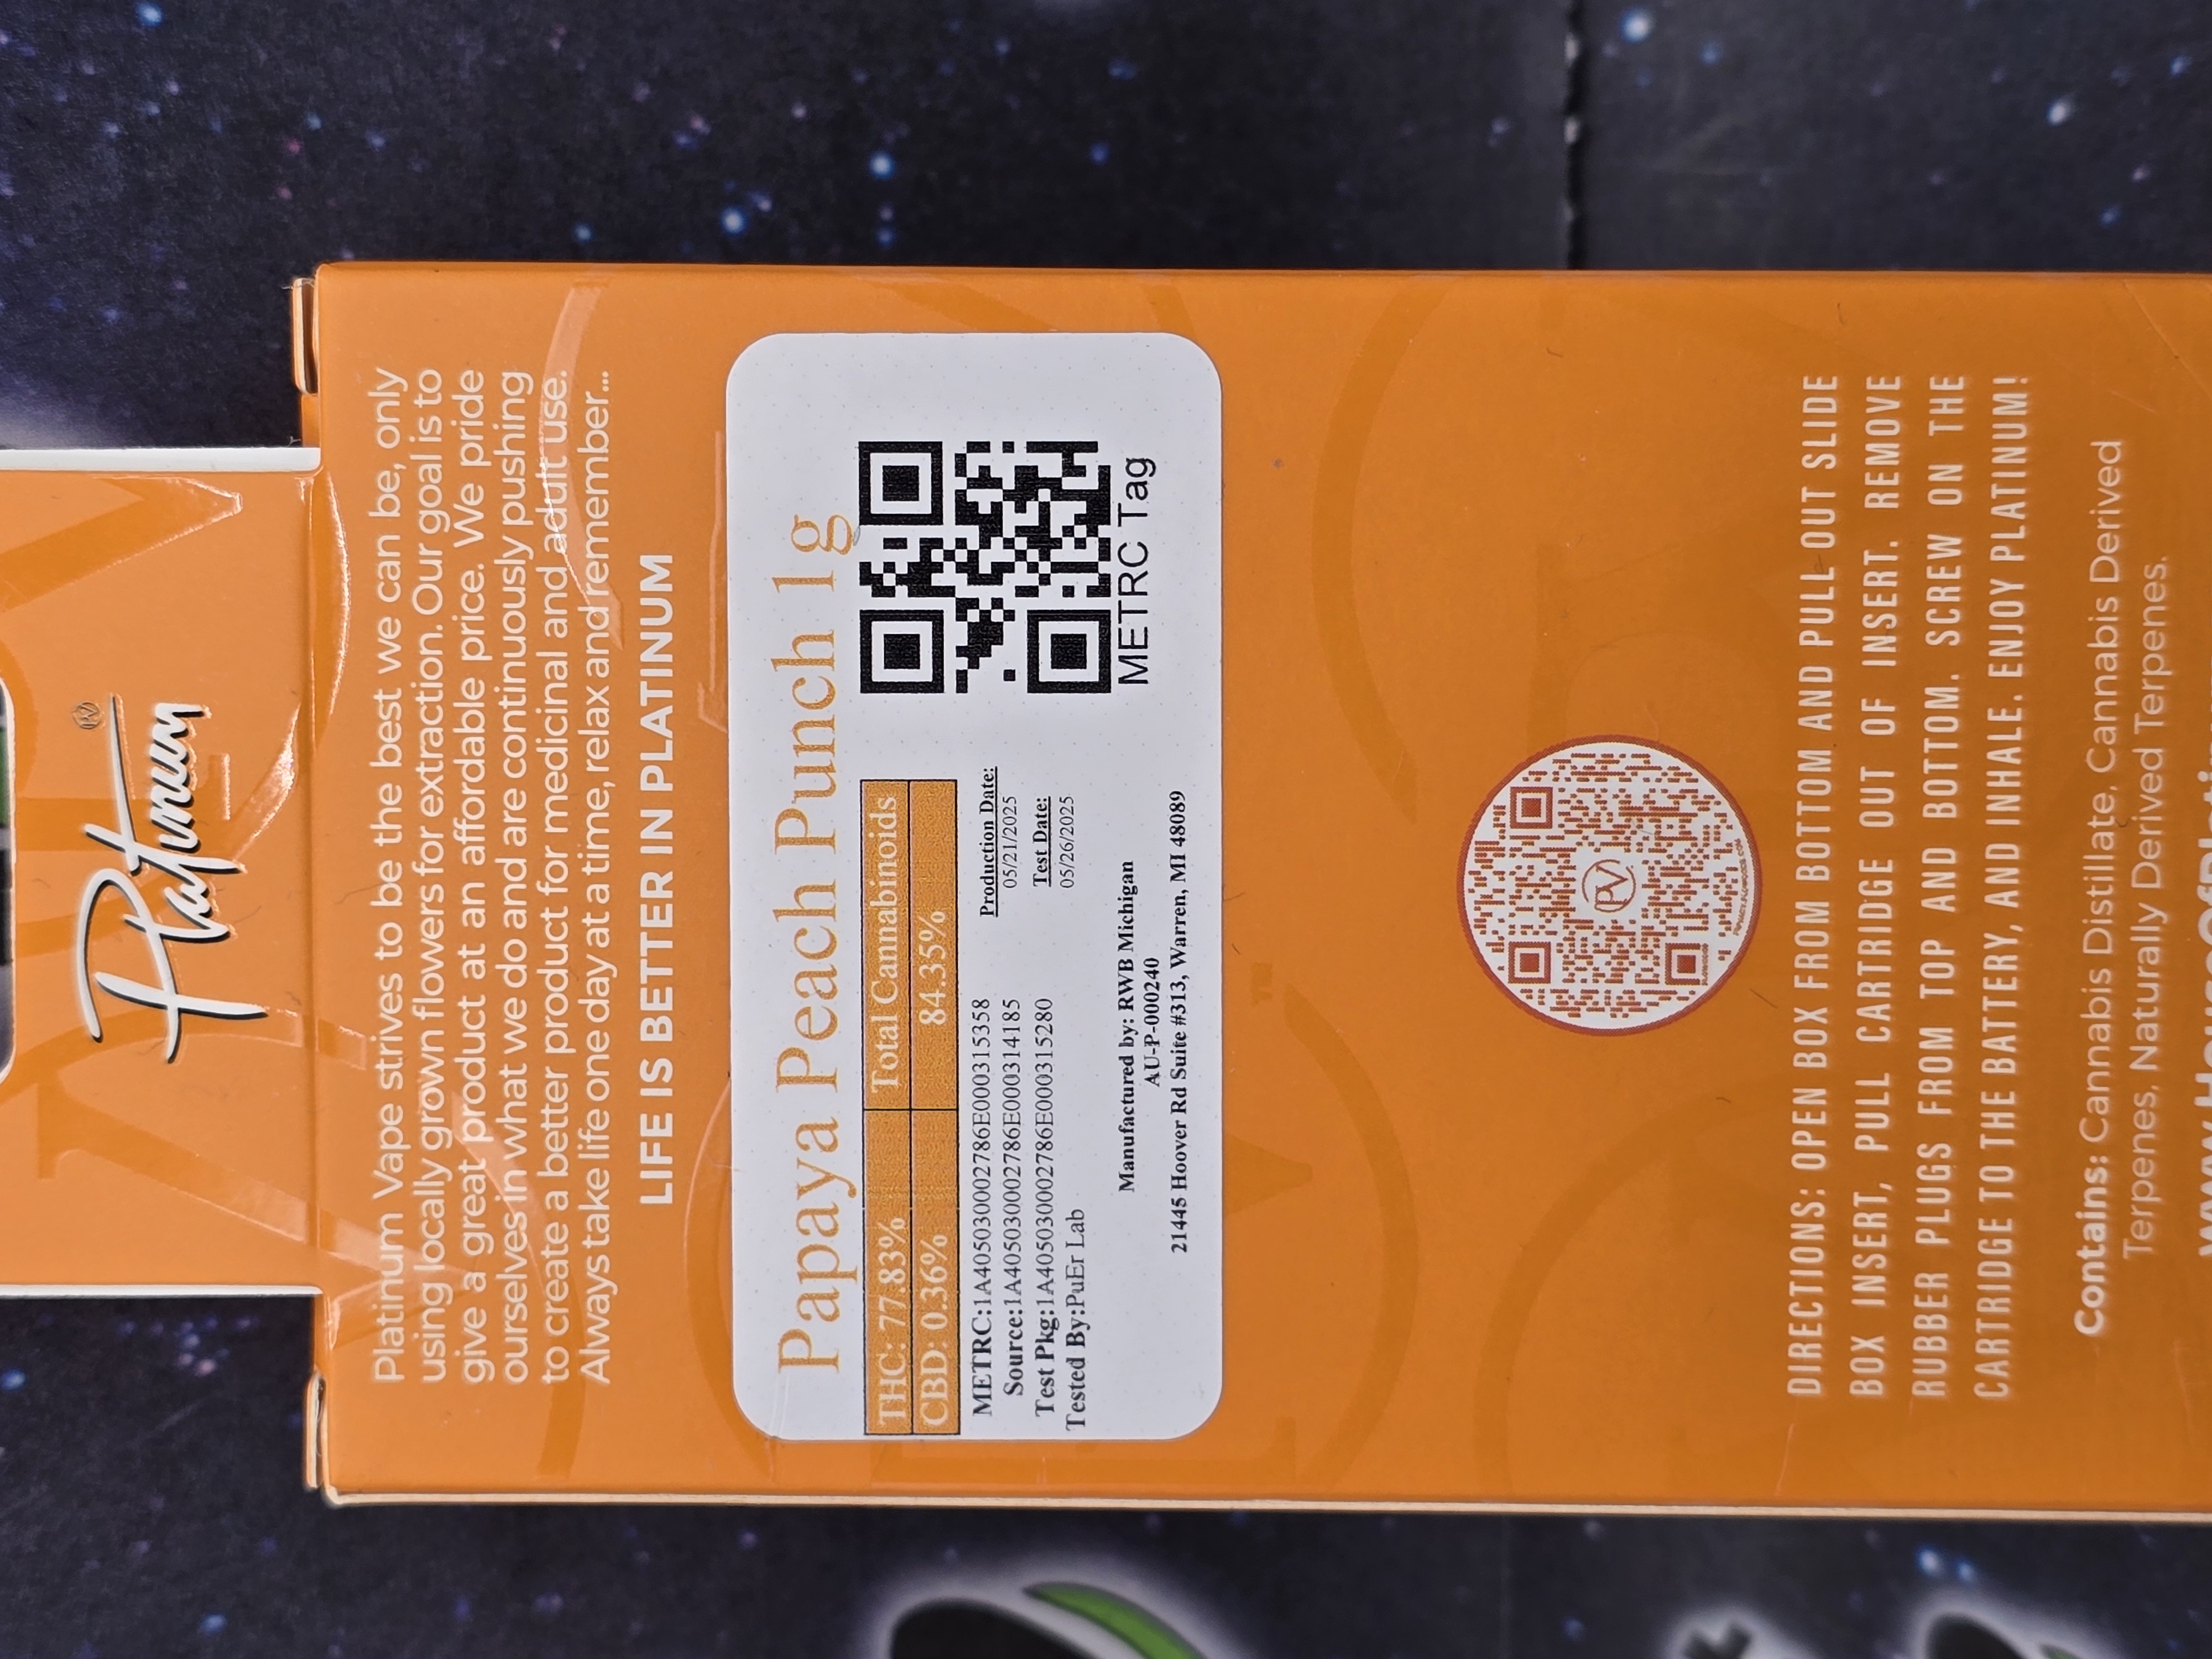 Platinum
Platinum Vape strives to be the best we can be, only
using locally grown flowers for extraction. Our goal is to
give a great product at an affordable price. We pride
ourselves in what we do and are continuously pushing
to create a better product for medicinal and adult use.
Always take life one day at a time, relax and remember...
LIFE IS BETTER IN PLATINUM
Papaya Peach Punch 1g
THC: 77.83% Total Cannabinoids
CBD: 0.36% 84.35%
METRC:1A405030002786E000315358
Source:1A405030002786E000314185
Test Pkg:1A405030002786E000315280
Tested By:PuEr Lab
Production Date:
05/21/2025
Test Date:
05/26/2025
METRC Tag
Manufactured by: RWB Michigan
AU-P-000240
21445 Hoover Rd Suite #313, Warren, MI 48089
PV
DIRECTIONS: OPEN BOX FROM BOTTOM AND PULL OUT SLIDE
BOX INSERT, PULL CARTRIDGE OUT OF INSERT. REMOVE
RUBBER PLUGS FROM TOP AND BOTTOM. SCREW ON THE
CARTRIDGE TO THE BATTERY, AND INHALE. ENJOY PLATINUM!
Contains: Cannabis Distillate, Cannabis Derived
Terpenes, Naturally Derived Terpenes.